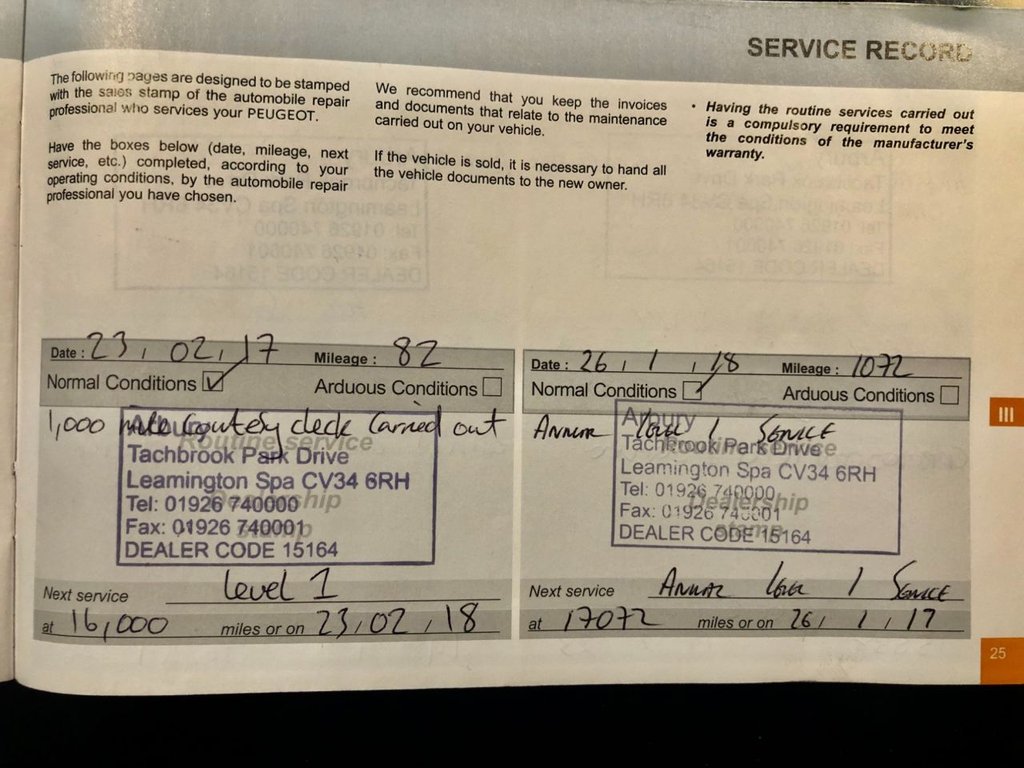 SERVICE RECORD
The following pages are designed to be stamped
with the sales stamp of the automobile repair
professional who services your PEUGEOT.
Have the boxes below (date, mileage, next
service, etc.) completed, according to your
operating conditions, by the automobile repair
professional you have chosen.
We recommend that you keep the invoices
and documents that relate to the maintenance
carried out on your vehicle.
If the vehicle is sold, it is necessary to hand all
the vehicle documents to the new owner.
• Having the routine services carried out
is a compulsory requirement to meet
the conditions of the manufacturer's
warranty.
Date : 23, 02, 17 Mileage : 82
Normal Conditions Arduous Conditions
1,000 mile courtesy check carried out
Arbury
Routine service
Tachbrook Park Drive
Leamington Spa CV34 6RH
Dealership
Tel: 01926 740000
stamp
Fax: 01926 740001
DEALER CODE 15164
Next service Level 1
at 16,000 miles or on 23,02,18
Date : 26, 1, 18 Mileage : 1072
Normal Conditions Arduous Conditions
Annual Level 1 Service
Arbury
Routine service
Tachbrook Park Drive
Leamington Spa CV34 6RH
Dealership
Tel: 01926 740000
stamp
Fax: 01926 740001
DEALER CODE 15164
Next service Annual Level 1 Service
at 17072 miles or on 26, 1, 17
III
25